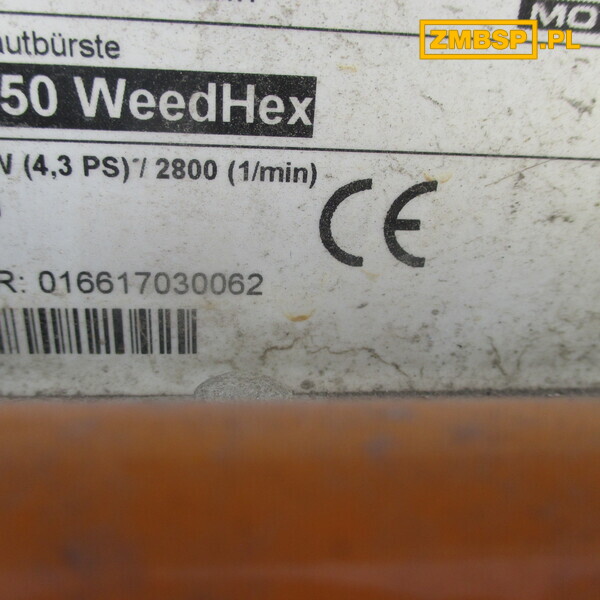 MO
ZMBSP.PL
autbürste
50 WeedHex
(4,3 PS)*/ 2800 (1/min)
R: 016617030062
CE